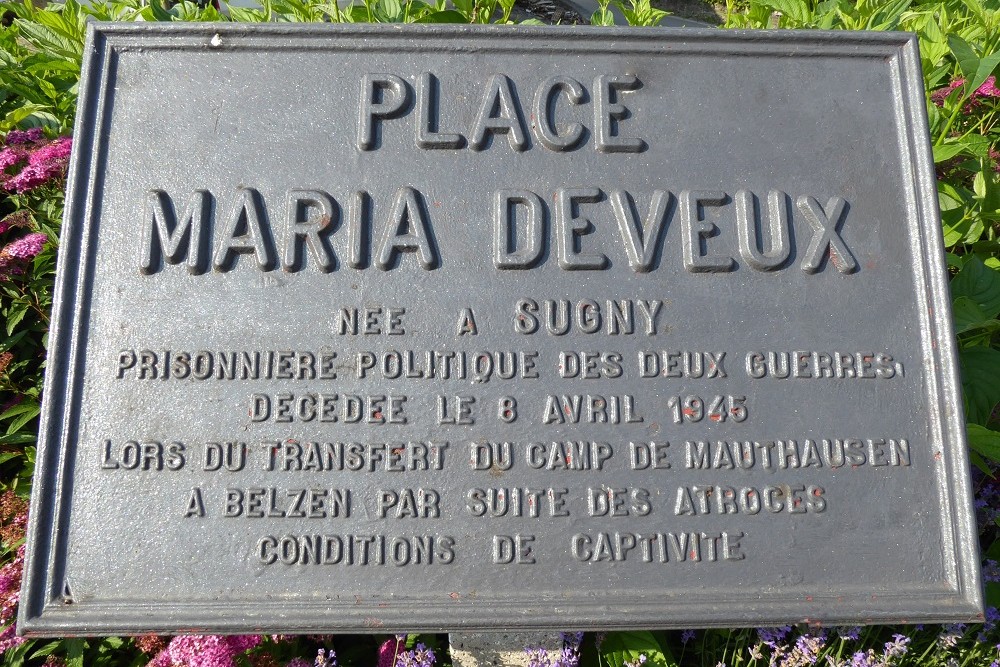 PLACE
MARIA DEVEUX
NEE A SUGNY
PRISONNIERE POLITIQUE DES DEUX GUERRES.
DECEDEE LE 8 AVRIL 1945
LORS DU TRANSFERT DU CAMP DE MAUTHAUSEN
A BELZEN PAR SUITE DES ATROCES
CONDITIONS DE CAPTIVITE